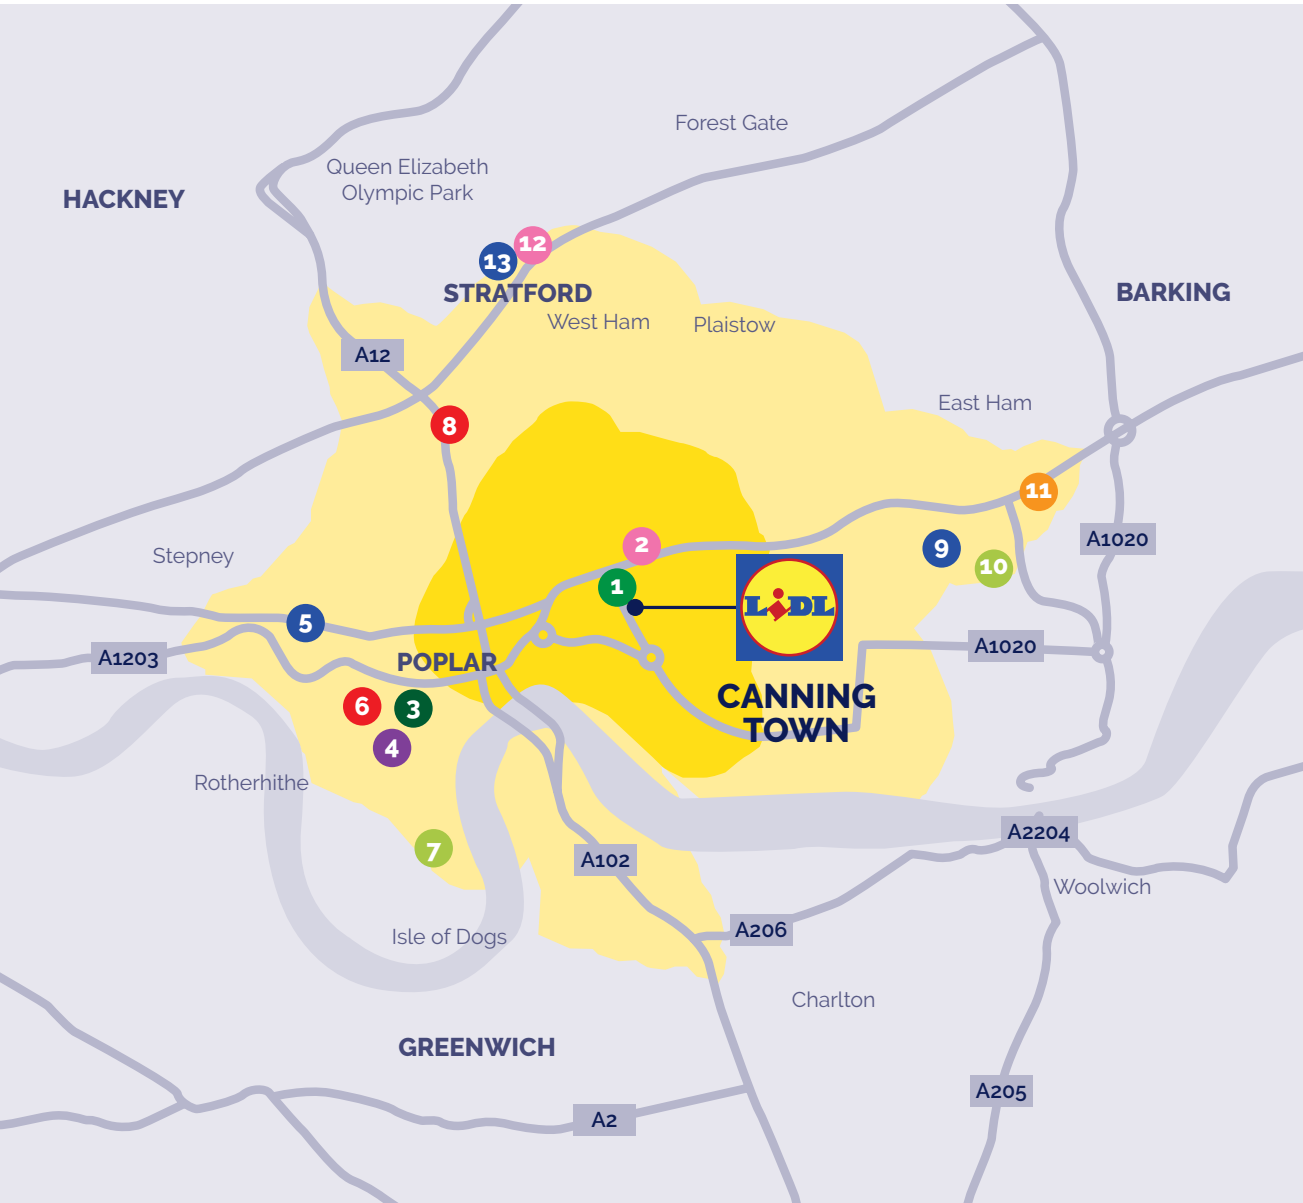 Forest Gate
Queen Elizabeth
Olympic Park
HACKNEY
12
13
STRATFORD
BARKING
West Ham
Plaistow
A12
East Ham
8
11
A1020
2
9
Stepney
10
1
LIDL
5
A1203
POPLAR
A1020
6
3
CANNING
TOWN
4
Rotherhithe
A2204
7
A102
Woolwich
A206
Isle of Dogs
Charlton
GREENWICH
A205
A2